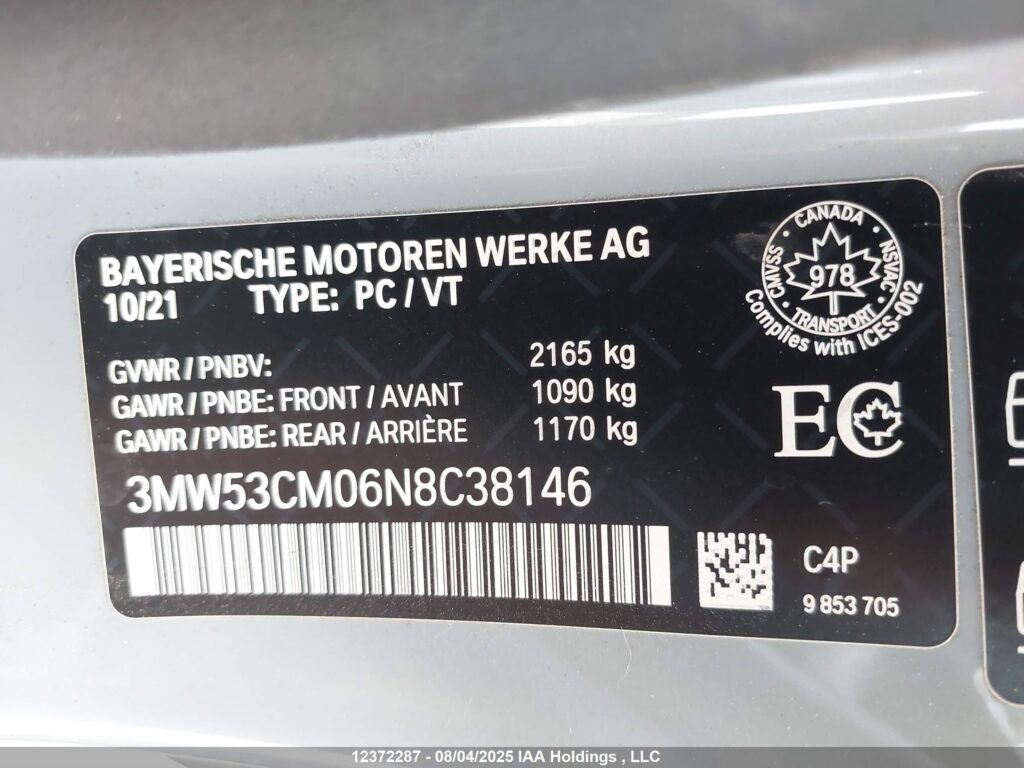 BAYERISCHE MOTOREN WERKE AG
10/21 TYPE: PC / VT
GVWR / PNBV: 2165 kg
GAWR / PNBE: FRONT / AVANT 1090 kg
GAWR / PNBE: REAR / ARRIÈRE 1170 kg
3MW53CM06N8C38146
CANADA
CMVSS
978
NSVAC
TRANSPORT
Complies with ICES-002
EC
C4P
9 853 705
12372287 - 08/04/2025 IAA Holdings , LLC